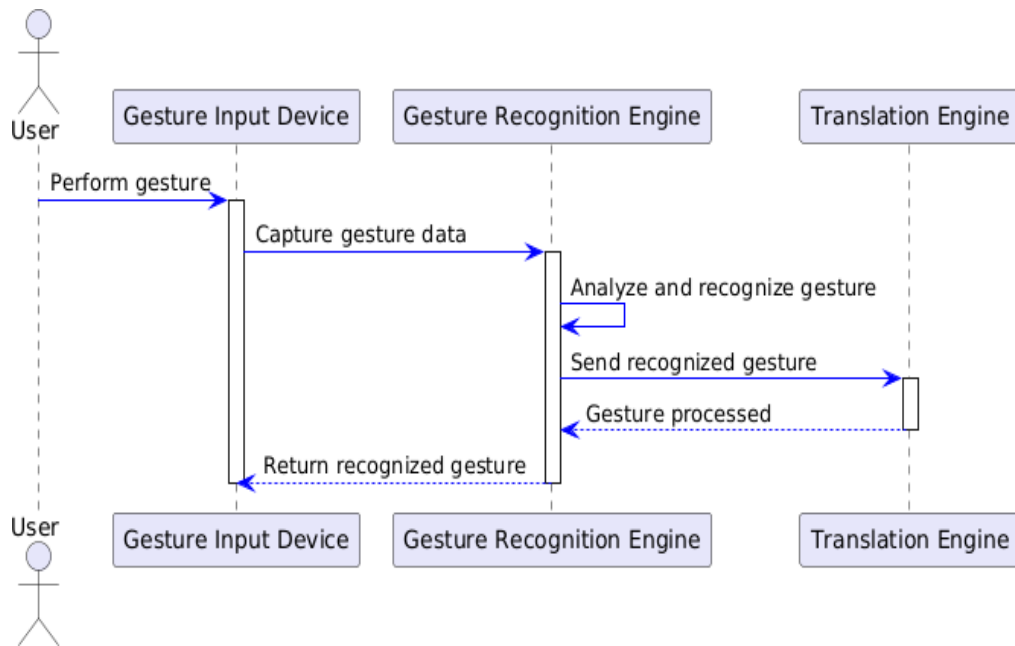 User
Gesture Input Device
Gesture Recognition Engine
Translation Engine
Perform gesture
Capture gesture data
Analyze and recognize gesture
Send recognized gesture
Gesture processed
Return recognized gesture
User
Gesture Input Device
Gesture Recognition Engine
Translation Engine